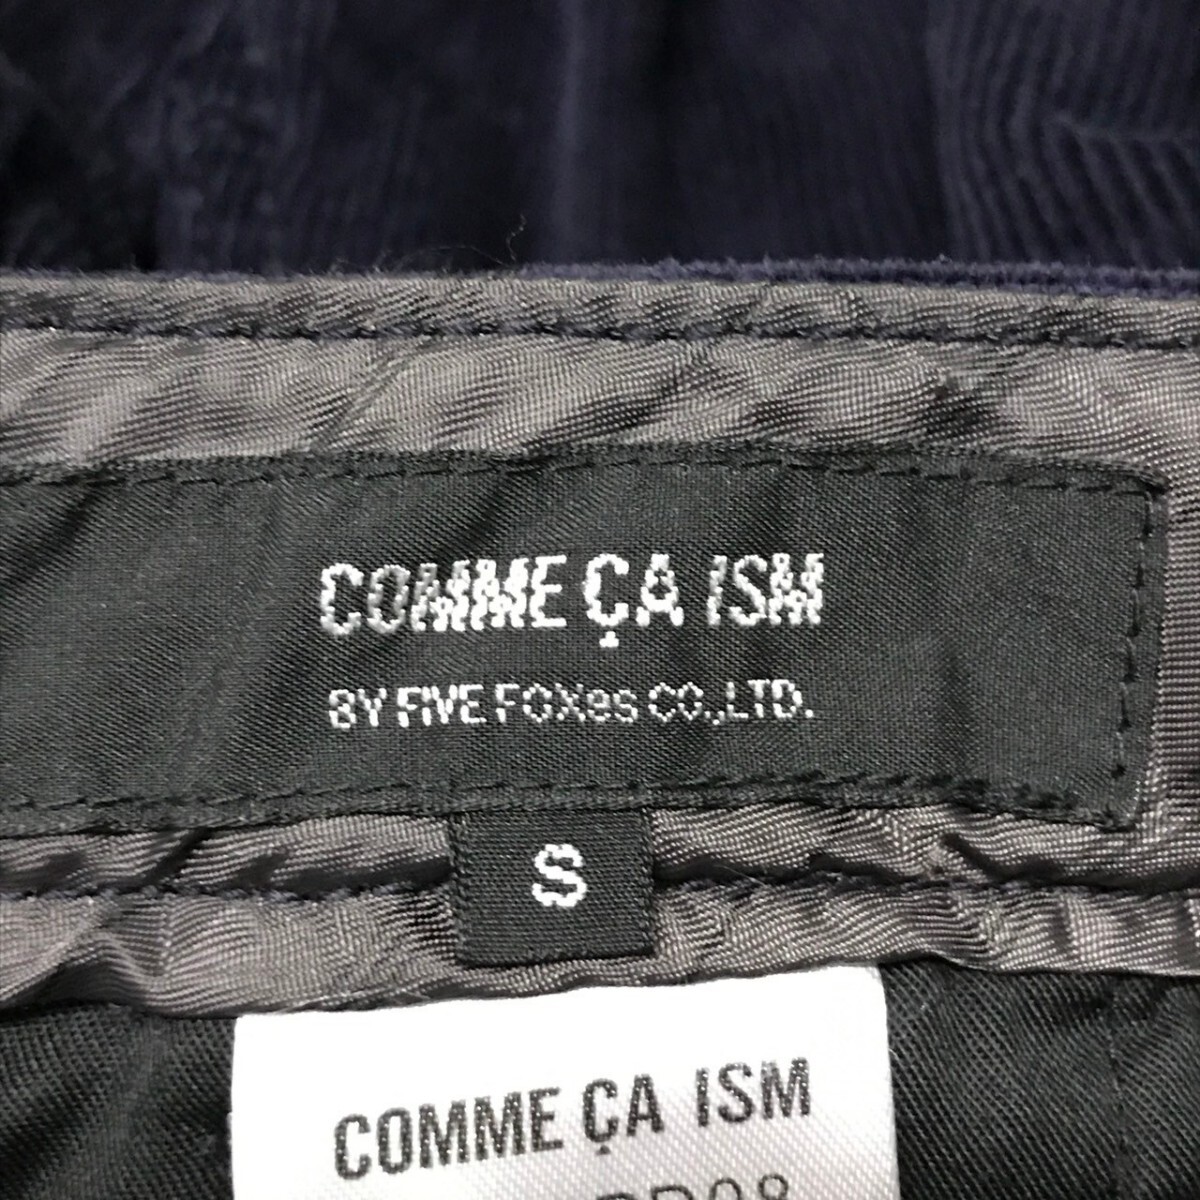 COMME ÇA ISM
BY FIVE FOXes CO.,LTD.
S
COMME ÇA ISM